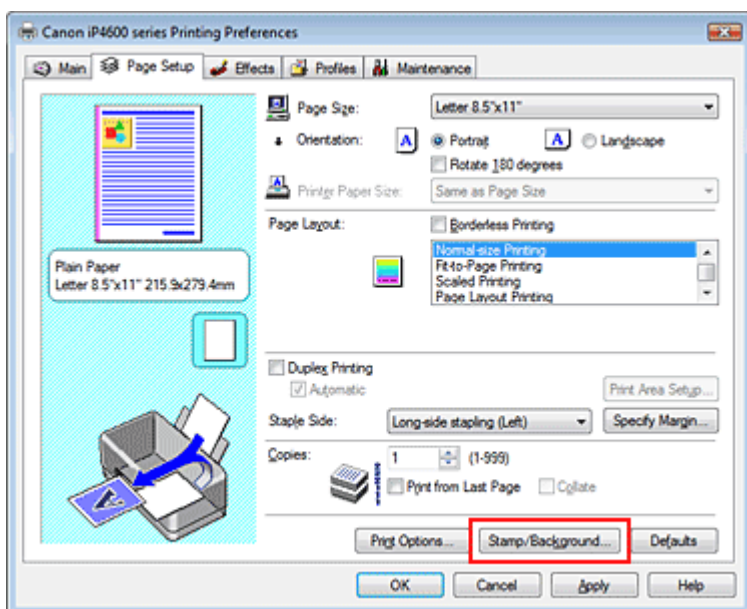 Canon iP4600 series Printing Preferences
Main Page Setup Effects Profiles Maintenance
Page Size: Letter 8.5"x11"
Orientation: A Portrait A Landscape
Rotate 180 degrees
Printer Paper Size: Same as Page Size
Page Layout: Borderless Printing
Normal-size Printing
Fit-to-Page Printing
Scaled Printing
Page Layout Printing
Plain Paper
Letter 8.5"x11" 215.9x279.4mm
Duplex Printing
Automatic Print Area Setup...
Staple Side: Long-side stapling (Left) Specify Margin...
Copies: 1 (1-999)
Print from Last Page Collate
Print Options... Stamp/Background... Defaults
OK Cancel Apply Help